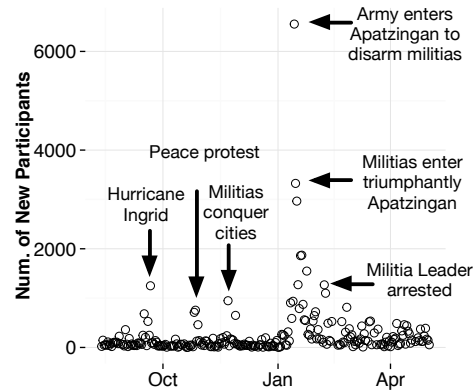 Num. of New Participants
6000
4000
2000
0
Oct
Jan
Apr
Hurricane
Ingrid
Peace protest
Militias
conquer
cities
Army enters
Apatzingan to
disarm militias
Militias enter
triumphantly
Apatzingan
Militia Leader
arrested